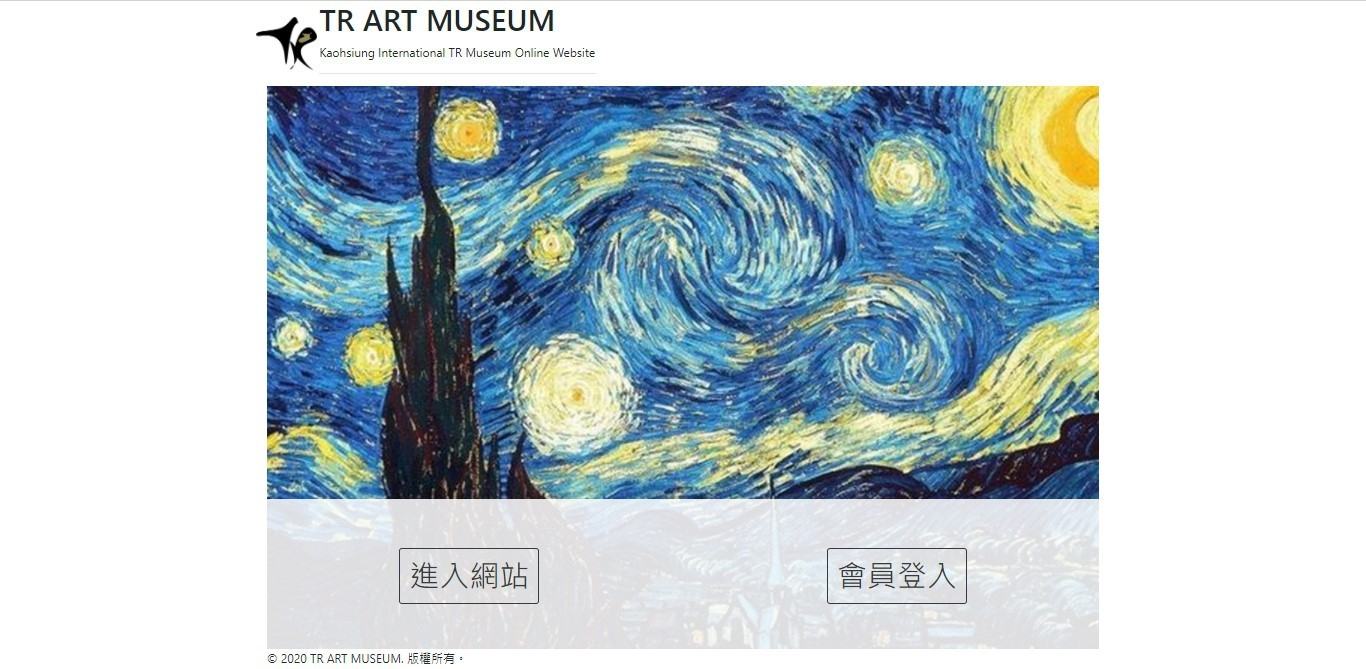 TR ART MUSEUM
Kaohsiung International TR Museum Online Website
進入網站
會員登入
© 2020 TR ART MUSEUM. 版權所有。